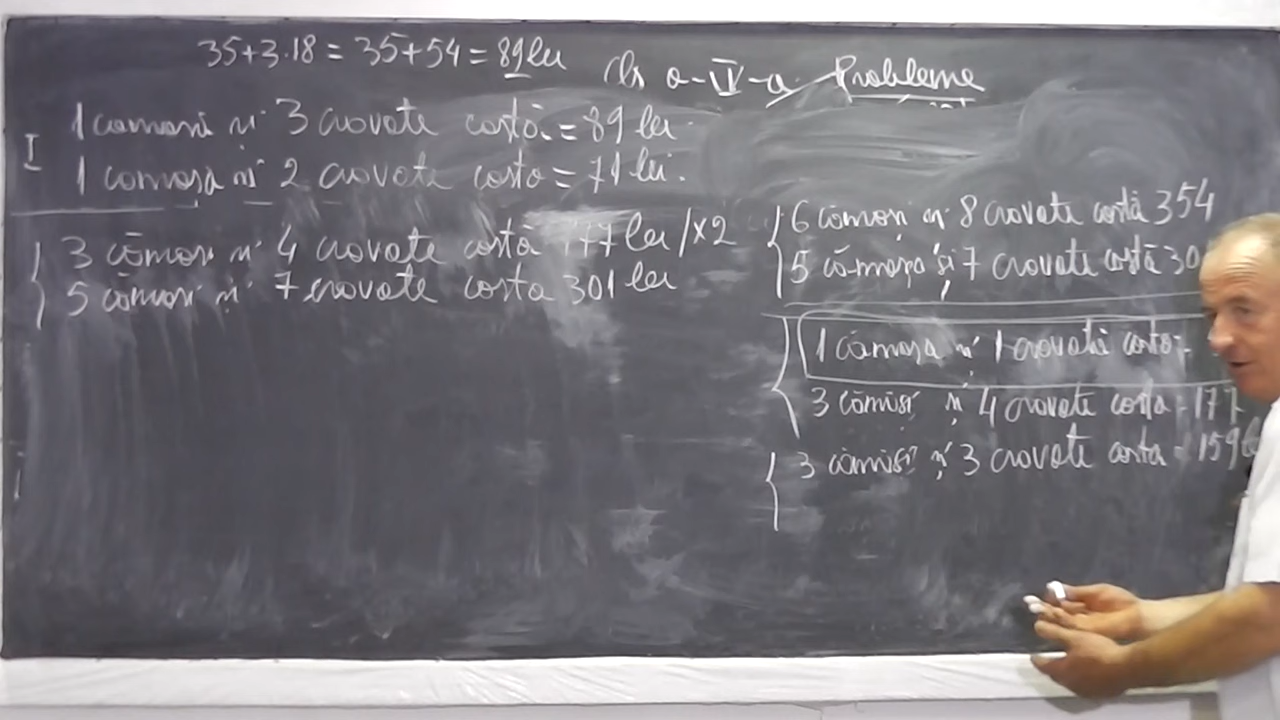 35+3·18 = 35+54 = 89 lei
Cls a-IV-a Probleme
I
1 cămașă și 3 cravate costă = 89 lei
1 cămașă și 2 cravate costă = 71 lei.
3 cămăși și 4 cravate costă 177 lei /×2
5 cămăși și 7 cravate costă 301 lei
6 cămăși și 8 cravate costă 354
5 cămăși și 7 cravate costă 30
1 cămașă și 1 cravată costă
3 cămăși și 4 cravate costă = 177
3 cămăși și 3 cravate costă = 159